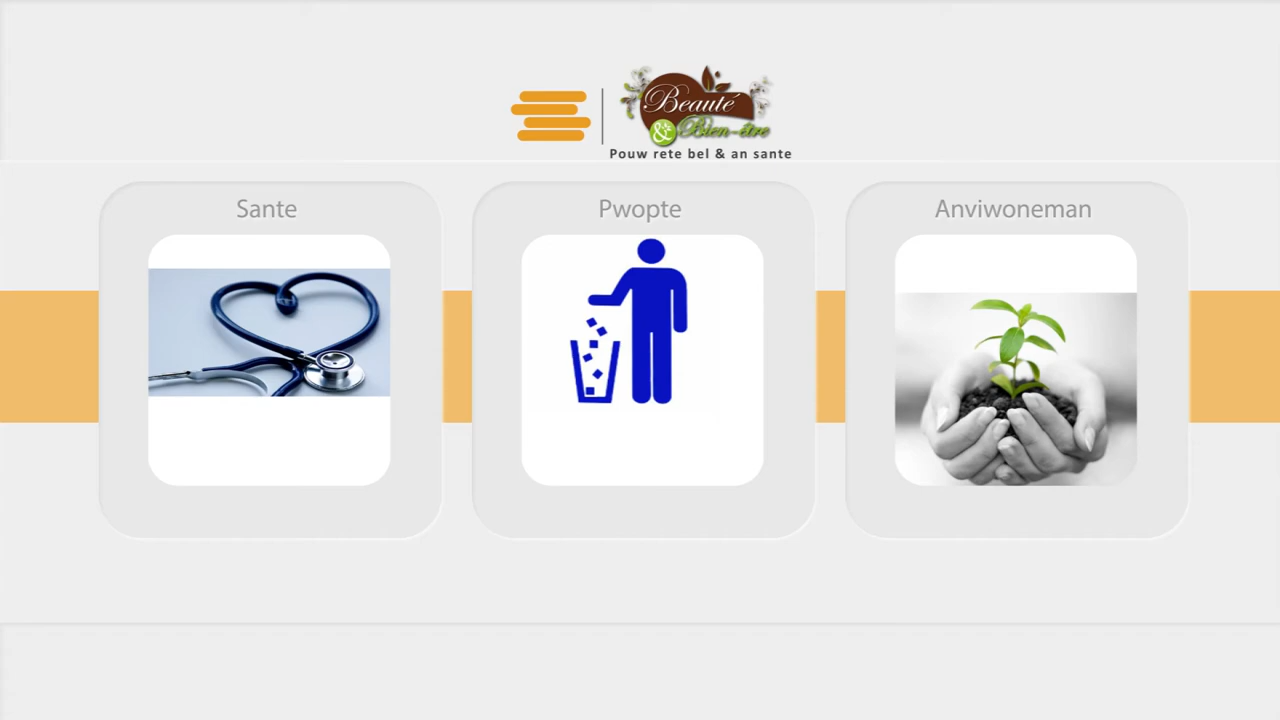 Beauté
& Bien-être
Pouw rete bel & an sante
Sante
Pwopte
Anviwoneman